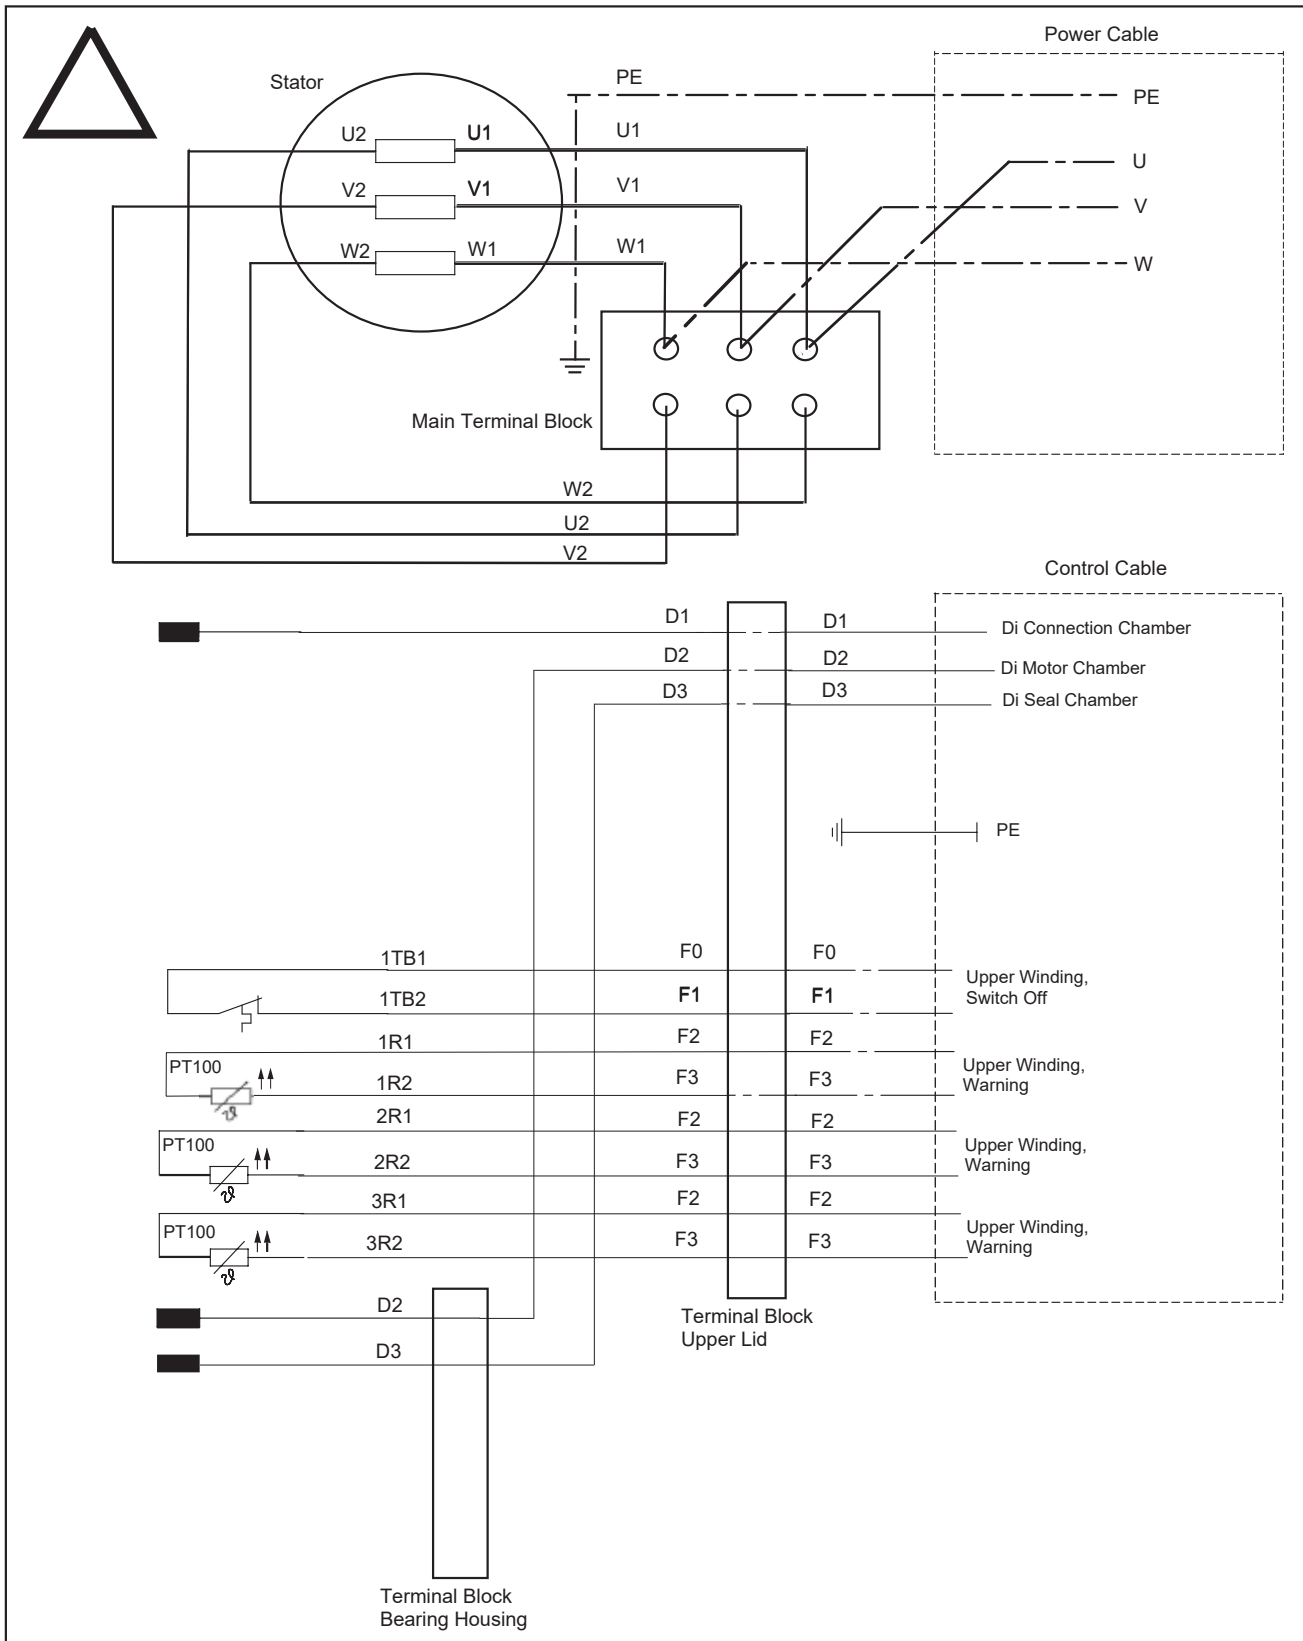 Power Cable
Stator
PE
PE
U2
U1
U1
U
V2
V1
V1
V
W2
W1
W1
W
Main Terminal Block
W2
U2
V2
Control Cable
D1
D1
Di Connection Chamber
D2
D2
Di Motor Chamber
D3
D3
Di Seal Chamber
PE
1TB1
F0
F0
Upper Winding,
Switch Off
1TB2
F1
F1
1R1
F2
F2
PT100
Upper Winding,
Warning
1R2
F3
F3
ϑ
2R1
F2
F2
PT100
Upper Winding,
Warning
2R2
F3
F3
ϑ
3R1
F2
F2
PT100
Upper Winding,
Warning
3R2
F3
F3
ϑ
D2
Terminal Block
Upper Lid
D3
Terminal Block
Bearing Housing